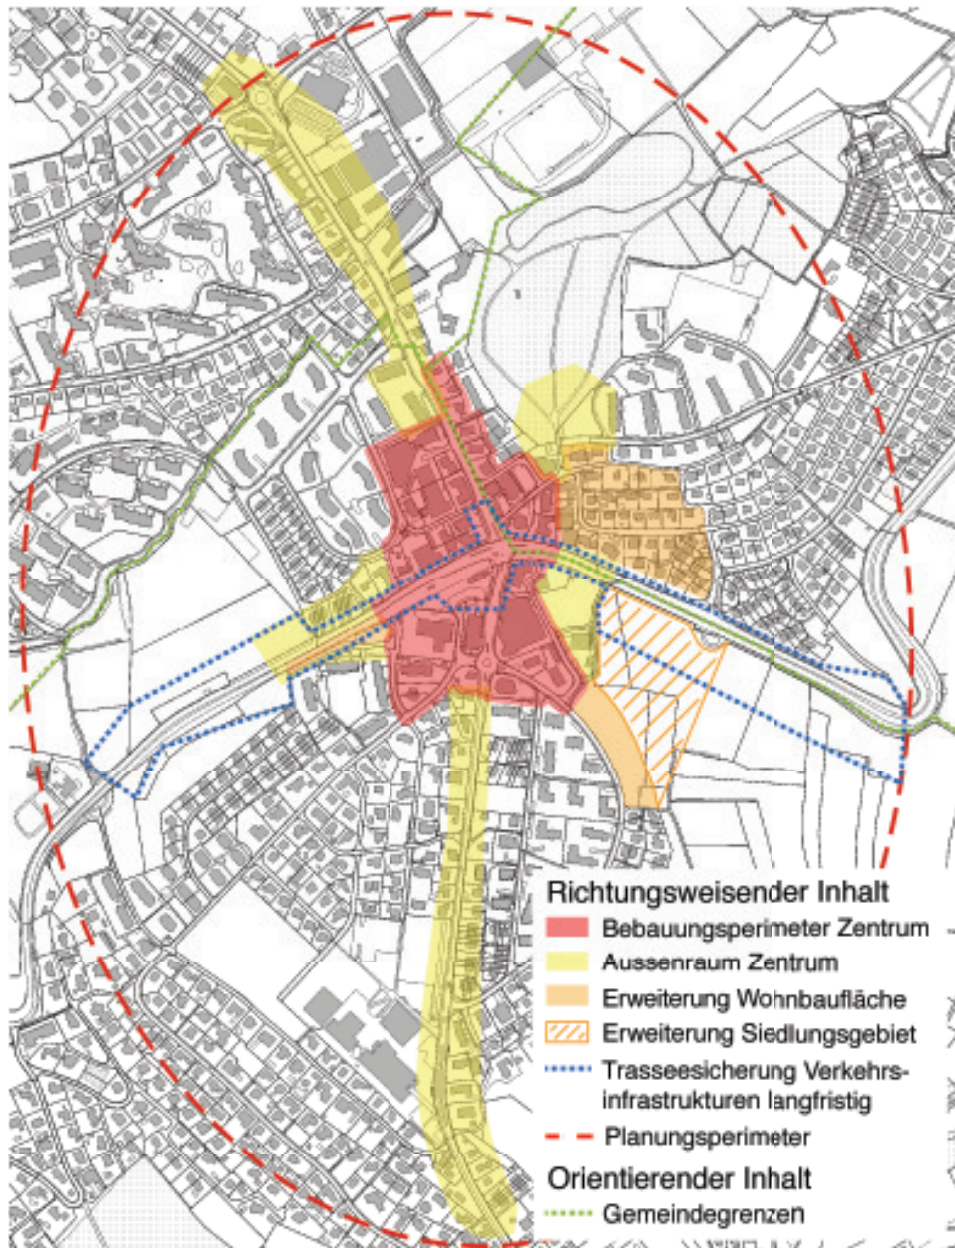 Richtungsweisender Inhalt
Bebauungsperimeter Zentrum
Aussenraum Zentrum
Erweiterung Wohnbaufläche
Erweiterung Siedlungsgebiet
Trasseesicherung Verkehrs-
infrastrukturen langfristig
Planungsperimeter
Orientierender Inhalt
Gemeindegrenzen